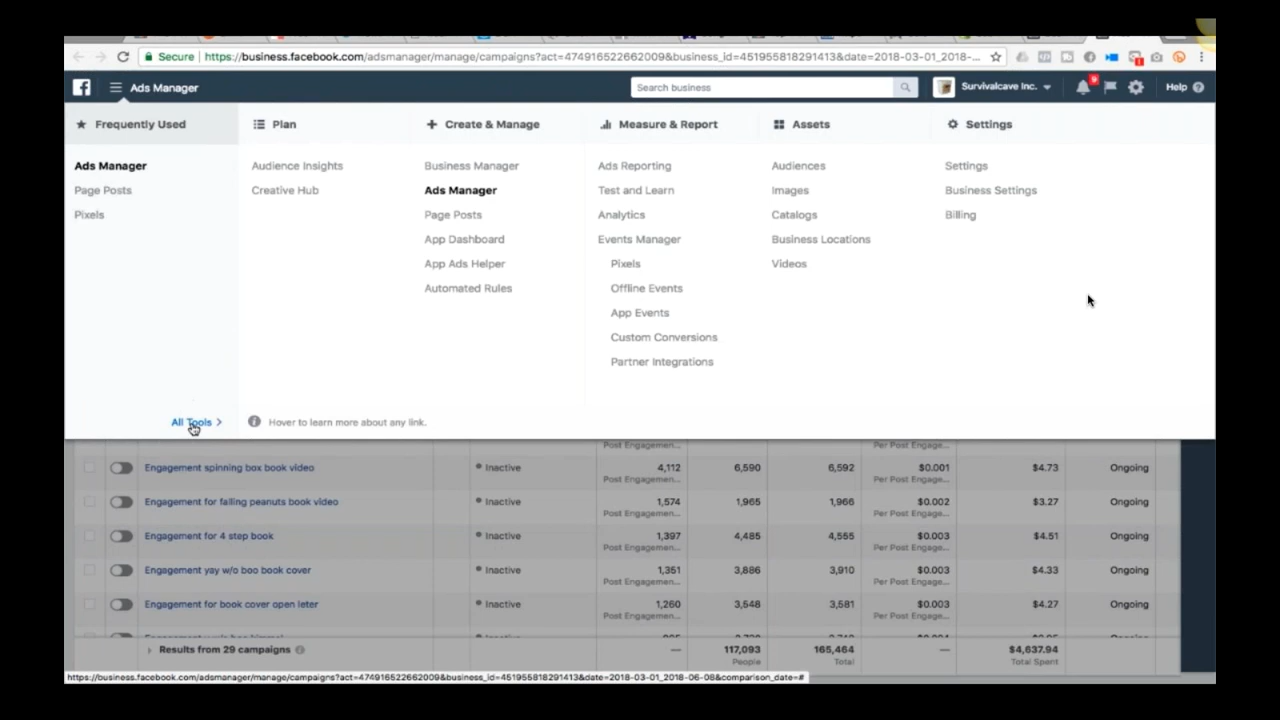 Secure https://business.facebook.com/adsmanager/manage/campaigns?act=474916522662009&business_id=451955818291413&date=2018-03-01_2018-...
Ads Manager
Search business
Survivalcave Inc.
9
Help
Frequently Used
Plan
Create & Manage
Measure & Report
Assets
Settings
Ads Manager
Audience Insights
Business Manager
Ads Reporting
Audiences
Settings
Page Posts
Creative Hub
Ads Manager
Test and Learn
Images
Business Settings
Pixels
Page Posts
Analytics
Catalogs
Billing
App Dashboard
Events Manager
Business Locations
App Ads Helper
Pixels
Videos
Automated Rules
Offline Events
App Events
Custom Conversions
Partner Integrations
All Tools >
Hover to learn more about any link.
Post Engagemen... Per Post Engage...
Engagement spinning box book video Inactive 4,112 6,590 6,592 $0.001 $4.73 Ongoing
Post Engagemen... Per Post Engage...
Engagement for falling peanuts book video Inactive 1,574 1,965 1,966 $0.002 $3.27 Ongoing
Post Engagemen... Per Post Engage...
Engagement for 4 step book Inactive 1,397 4,485 4,555 $0.003 $4.51 Ongoing
Post Engagemen... Per Post Engage...
Engagement yay w/o boo book cover Inactive 1,351 3,886 3,910 $0.003 $4.33 Ongoing
Post Engagemen... Per Post Engage...
Engagement for book cover open leter Inactive 1,260 3,548 3,581 $0.003 $4.27 Ongoing
Results from 29 campaigns — 117,093 165,464 — $4,637.94
People Total Total Spent
https://business.facebook.com/adsmanager/manage/campaigns?act=474916522662009&business_id=451955818291413&date=2018-03-01_2018-06-08&comparison_date=#